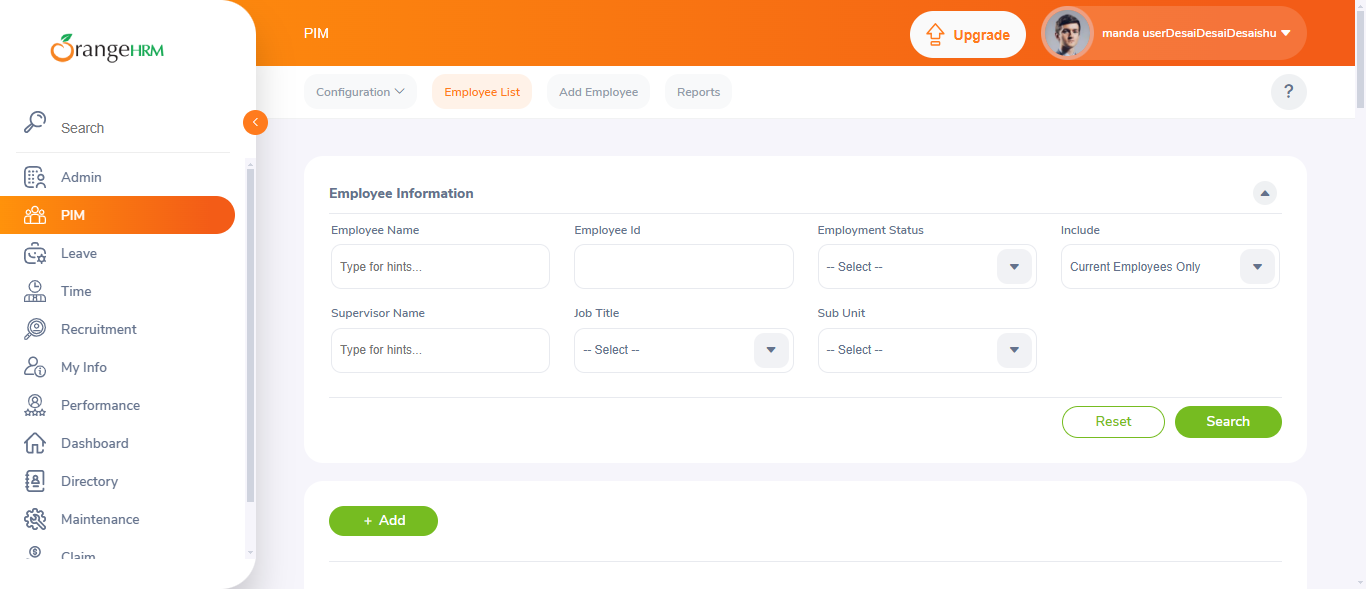 OrangeHRM
Search
Admin
PIM
Leave
Time
Recruitment
My Info
Performance
Dashboard
Directory
Maintenance
Claim
PIM
Upgrade
manda userDesaiDesaiDesaishu
Configuration
Employee List
Add Employee
Reports
?
Employee Information
Employee Name
Employee Id
Employment Status
Include
Type for hints...
-- Select --
Current Employees Only
Supervisor Name
Job Title
Sub Unit
Type for hints...
-- Select --
-- Select --
Reset
Search
+ Add